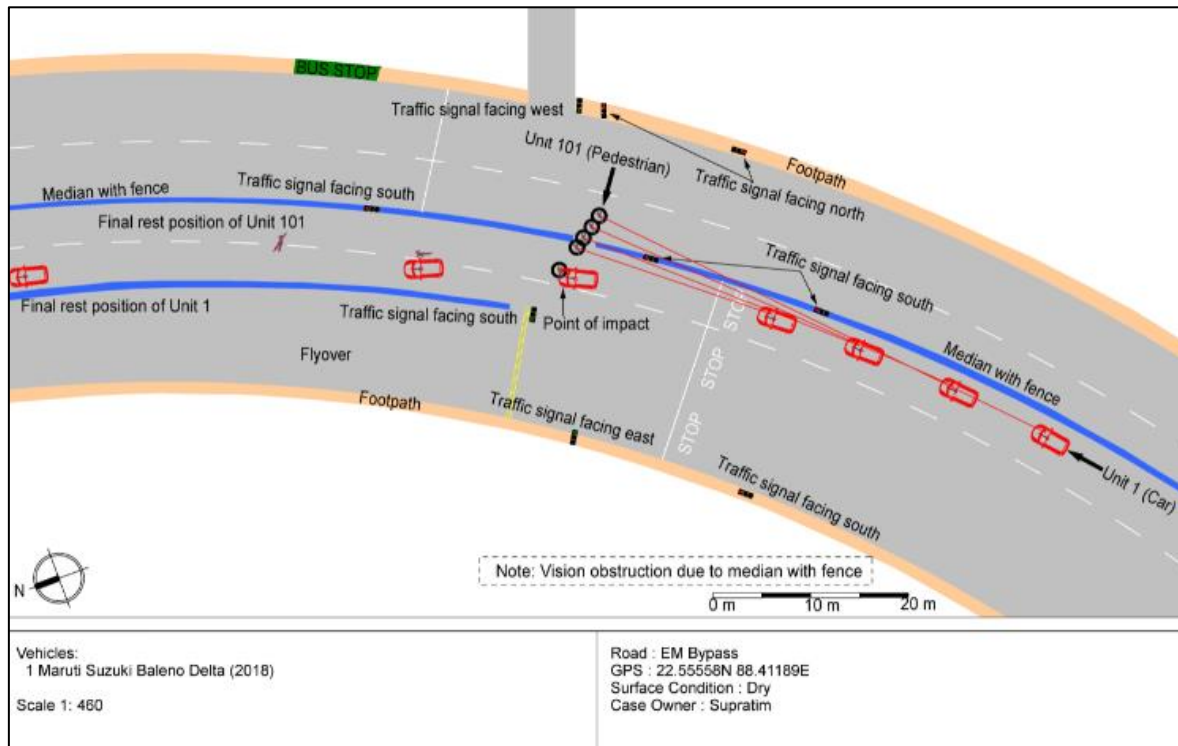 BUS STOP
Traffic signal facing west
Unit 101 (Pedestrian)
Footpath
Traffic signal facing north
Median with fence
Traffic signal facing south
Final rest position of Unit 101
Traffic signal facing south
Final rest position of Unit 1
Traffic signal facing south
Point of impact
STOP
STOP
STOP
Median with fence
Flyover
Footpath
Traffic signal facing east
Unit 1 (Car)
Traffic signal facing south
N
Note: Vision obstruction due to median with fence
0 m 10 m 20 m
Vehicles:
1 Maruti Suzuki Baleno Delta (2018)
Scale 1: 460
Road : EM Bypass
GPS : 22.55558N 88.41189E
Surface Condition : Dry
Case Owner : Supratim